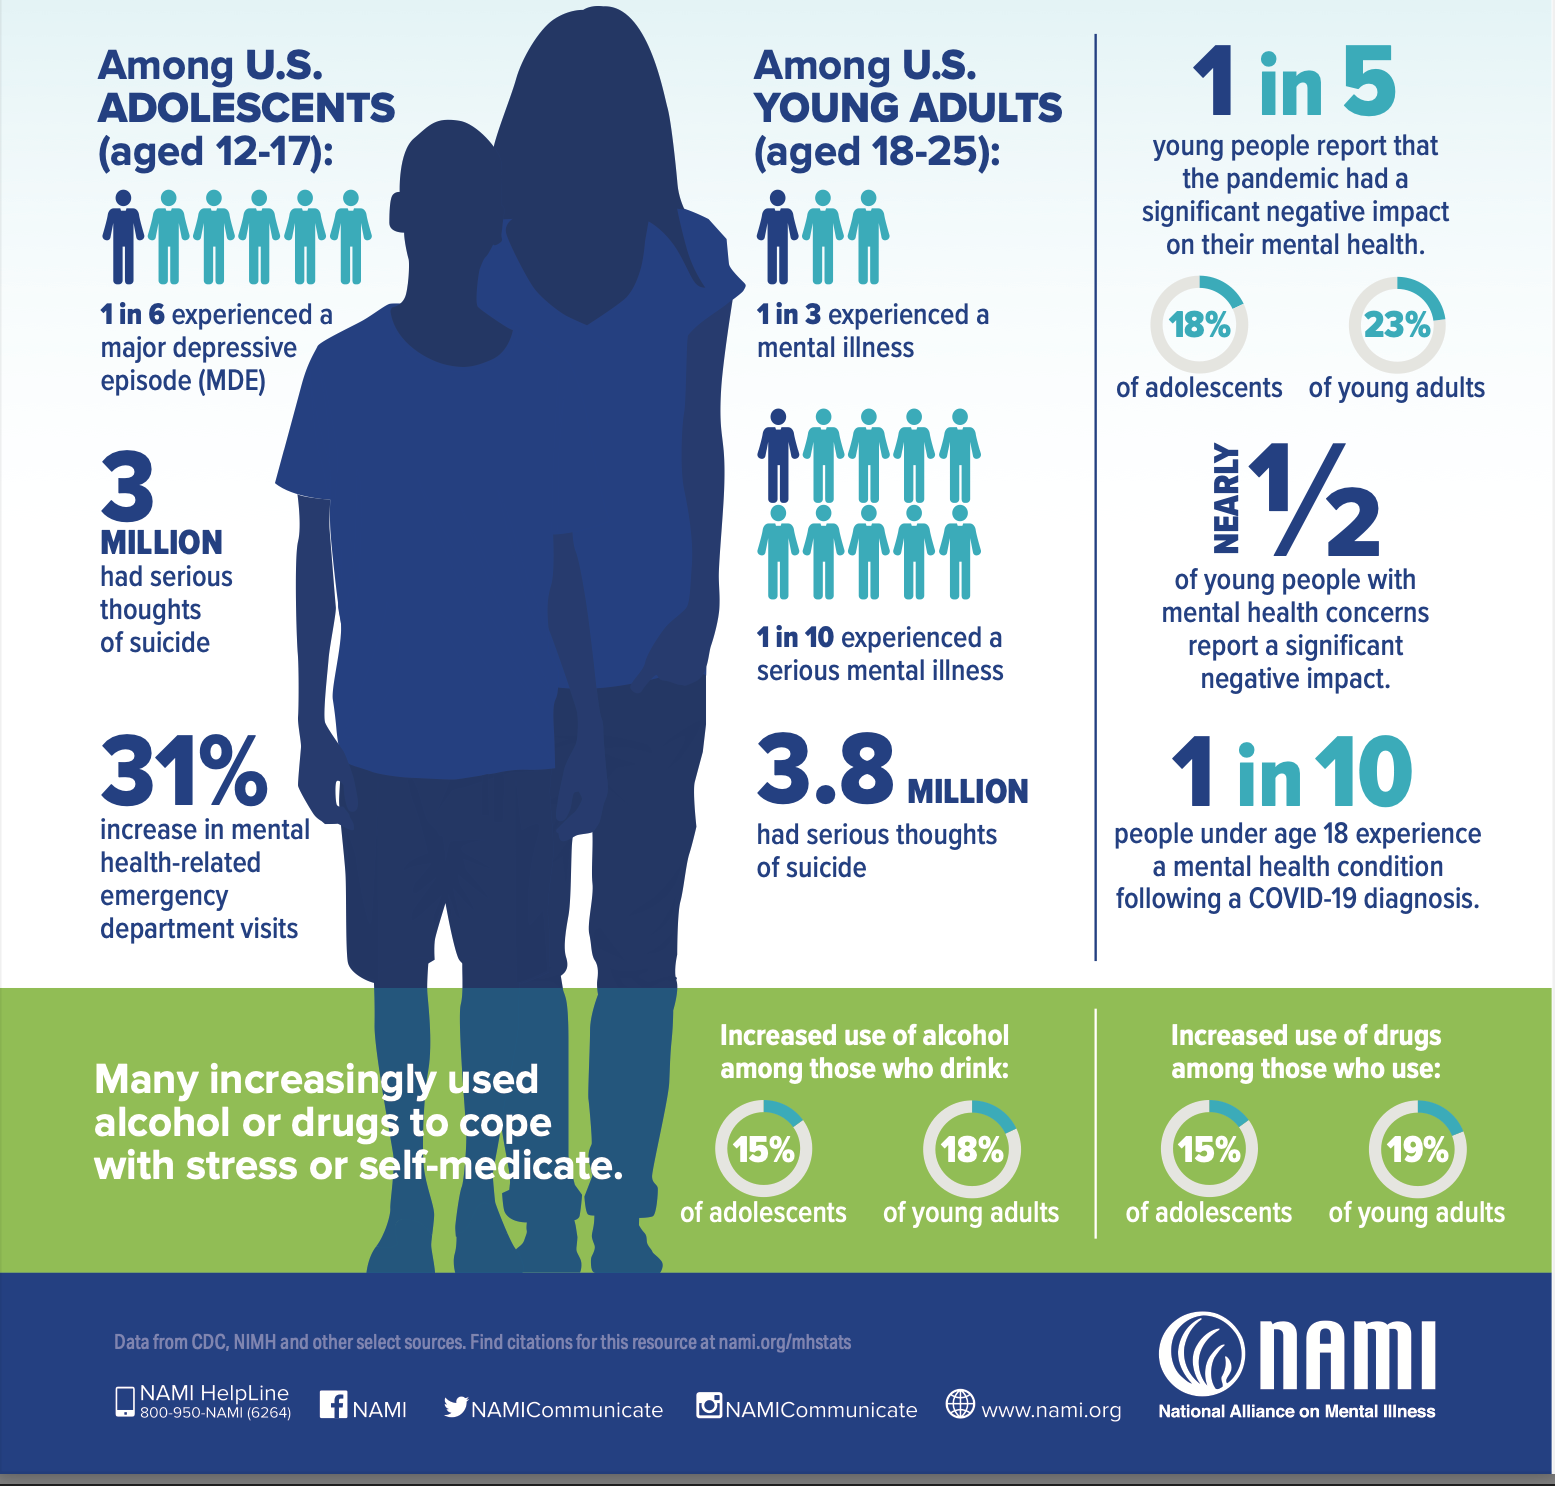 Among U.S.
ADOLESCENTS
(aged 12-17):
1 in 6 experienced a
major depressive
episode (MDE)
3
MILLION
had serious
thoughts
of suicide
31%
increase in mental
health-related
emergency
department visits
Among U.S.
YOUNG ADULTS
(aged 18-25):
1 in 3 experienced a
mental illness
1 in 10 experienced a
serious mental illness
3.8 MILLION
had serious thoughts
of suicide
1 in 5
young people report that
the pandemic had a
significant negative impact
on their mental health.
18%
of adolescents
23%
of young adults
NEARLY 1/2
of young people with
mental health concerns
report a significant
negative impact.
1 in 10
people under age 18 experience
a mental health condition
following a COVID-19 diagnosis.
Many increasingly used
alcohol or drugs to cope
with stress or self-medicate.
Increased use of alcohol
among those who drink:
15%
of adolescents
18%
of young adults
Increased use of drugs
among those who use:
15%
of adolescents
19%
of young adults
Data from CDC, NIMH and other select sources. Find citations for this resource at nami.org/mhstats
NAMI HelpLine
800-950-NAMI (6264)
NAMI
NAMICommunicate
NAMICommunicate
www.nami.org
NAMI
National Alliance on Mental Illness